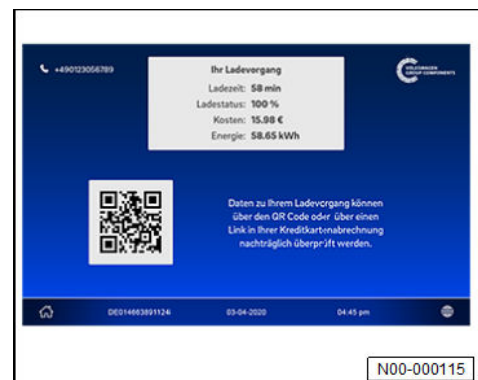 +490123056789
Ihr Ladevorgang
Ladezeit: 58 min
Ladestatus: 100 %
Kosten: 15.98 €
Energie: 58.65 kWh
VOLKSWAGEN
GROUP COMPONENTS
Daten zu Ihrem Ladevorgang können
über den QR Code oder über einen
Link in Ihrer Kreditkartenabrechnung
nachträglich überprüft werden.
03-04-2020
04:45 pm
N00-000115